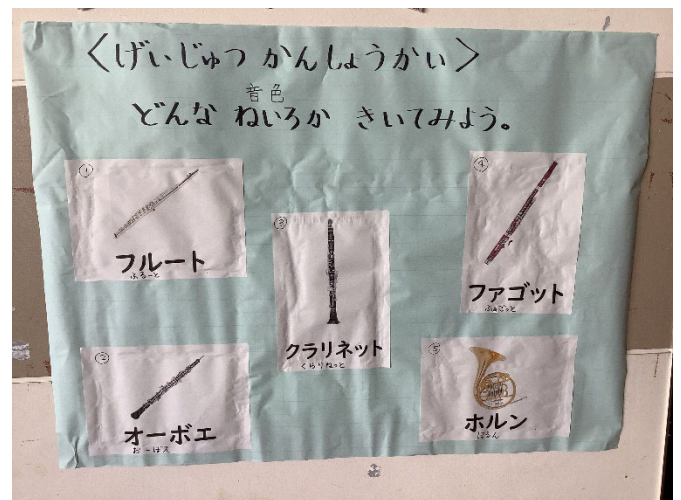 〈げいじゅつ かんしょうかい〉
音色
どんな ねいろか きいてみよう。
①
フルート
ふるーと
②
オーボエ
おーぼえ
③
クラリネット
くらりねっと
④
ファゴット
ふぁごっと
⑤
ホルン
ほるん